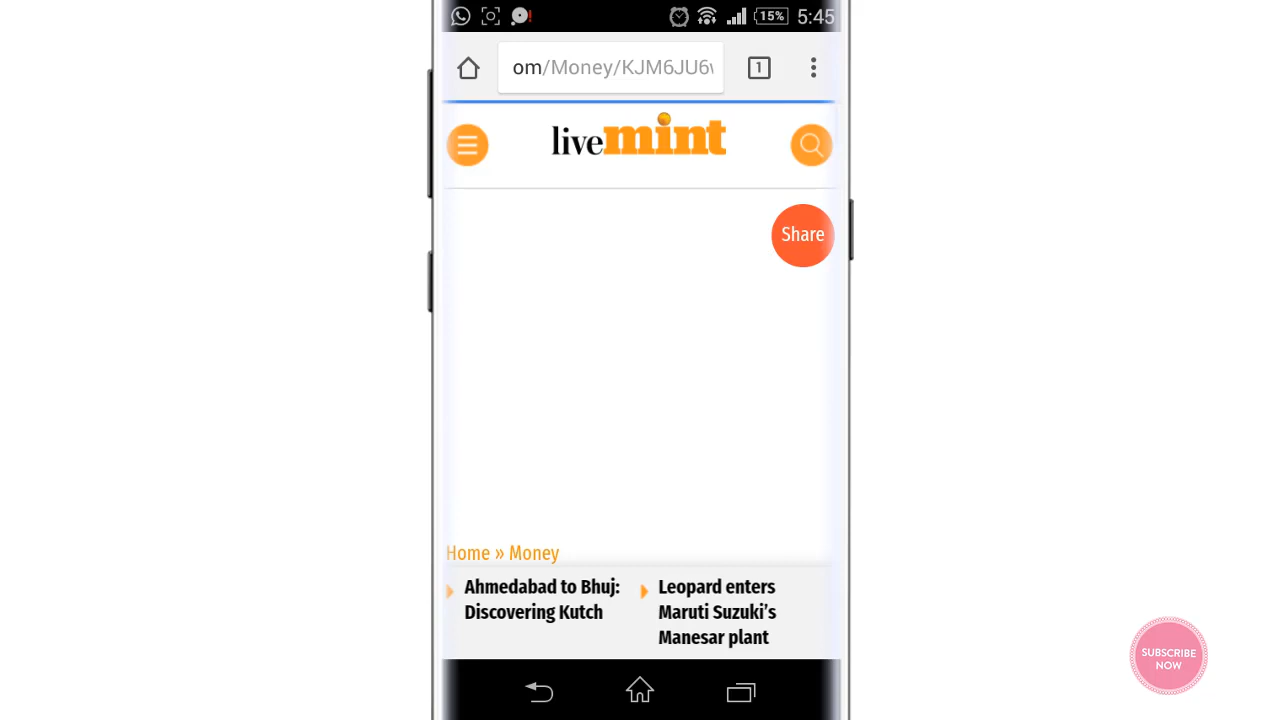 15% 5:45
om/Money/KJM6JU6
1
livemint
Share
Home » Money
Ahmedabad to Bhuj:
Discovering Kutch
Leopard enters
Maruti Suzuki’s
Manesar plant
SUBSCRIBE
NOW